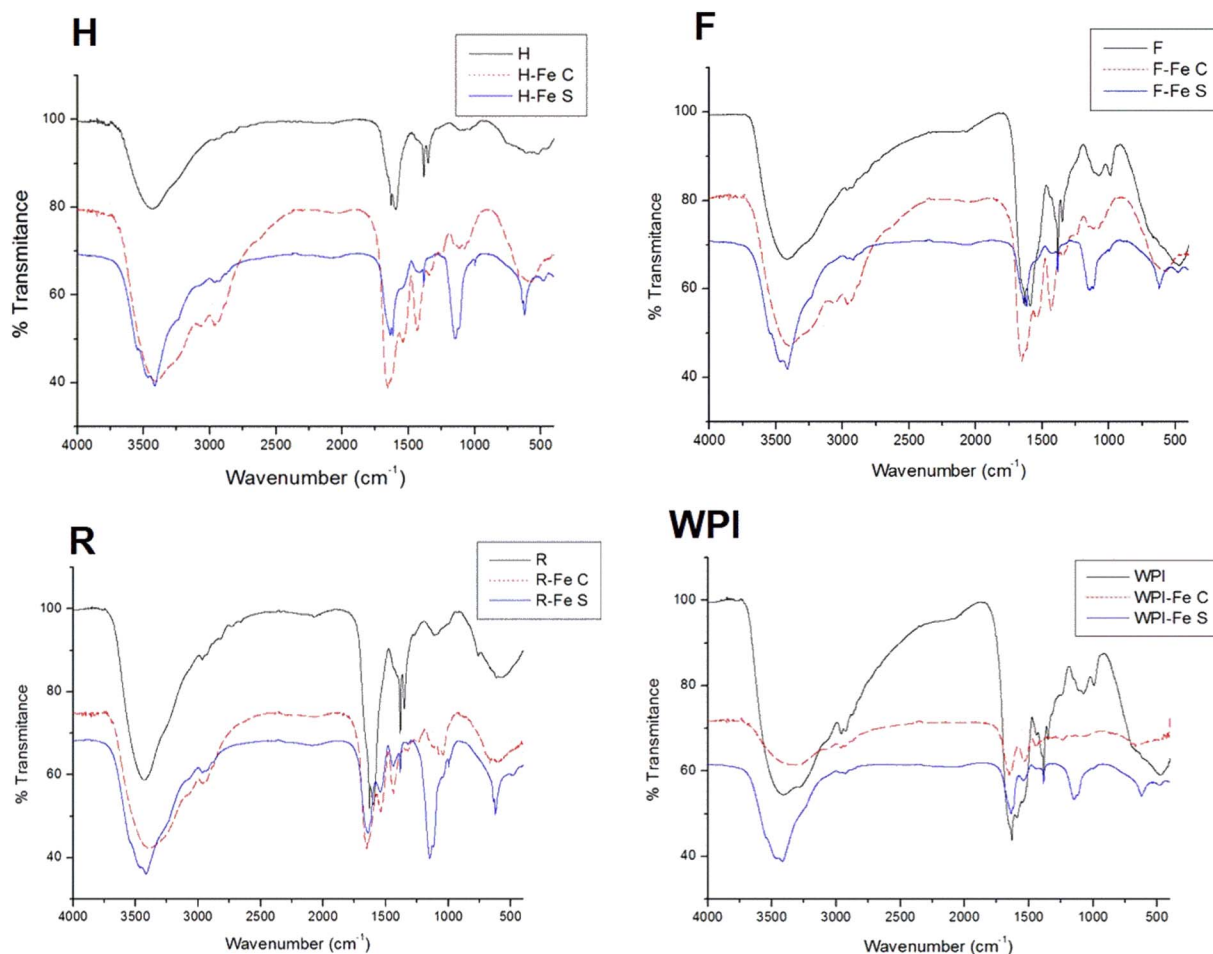 H
H
H-Fe C
H-Fe S
% Transmitance
100
80
60
40
4000 3500 3000 2500 2000 1500 1000 500
Wavenumber (cm⁻¹)
F
F
F-Fe C
F-Fe S
% Transmitance
100
80
60
40
4000 3500 3000 2500 2000 1500 1000 500
Wavenumber (cm⁻¹)
R
R
R-Fe C
R-Fe S
% Transmitance
100
80
60
40
4000 3500 3000 2500 2000 1500 1000 500
Wavenumber (cm⁻¹)
WPI
WPI
WPI-Fe C
WPI-Fe S
% Transmitance
100
80
60
40
4000 3500 3000 2500 2000 1500 1000 500
Wavenumber (cm⁻¹)